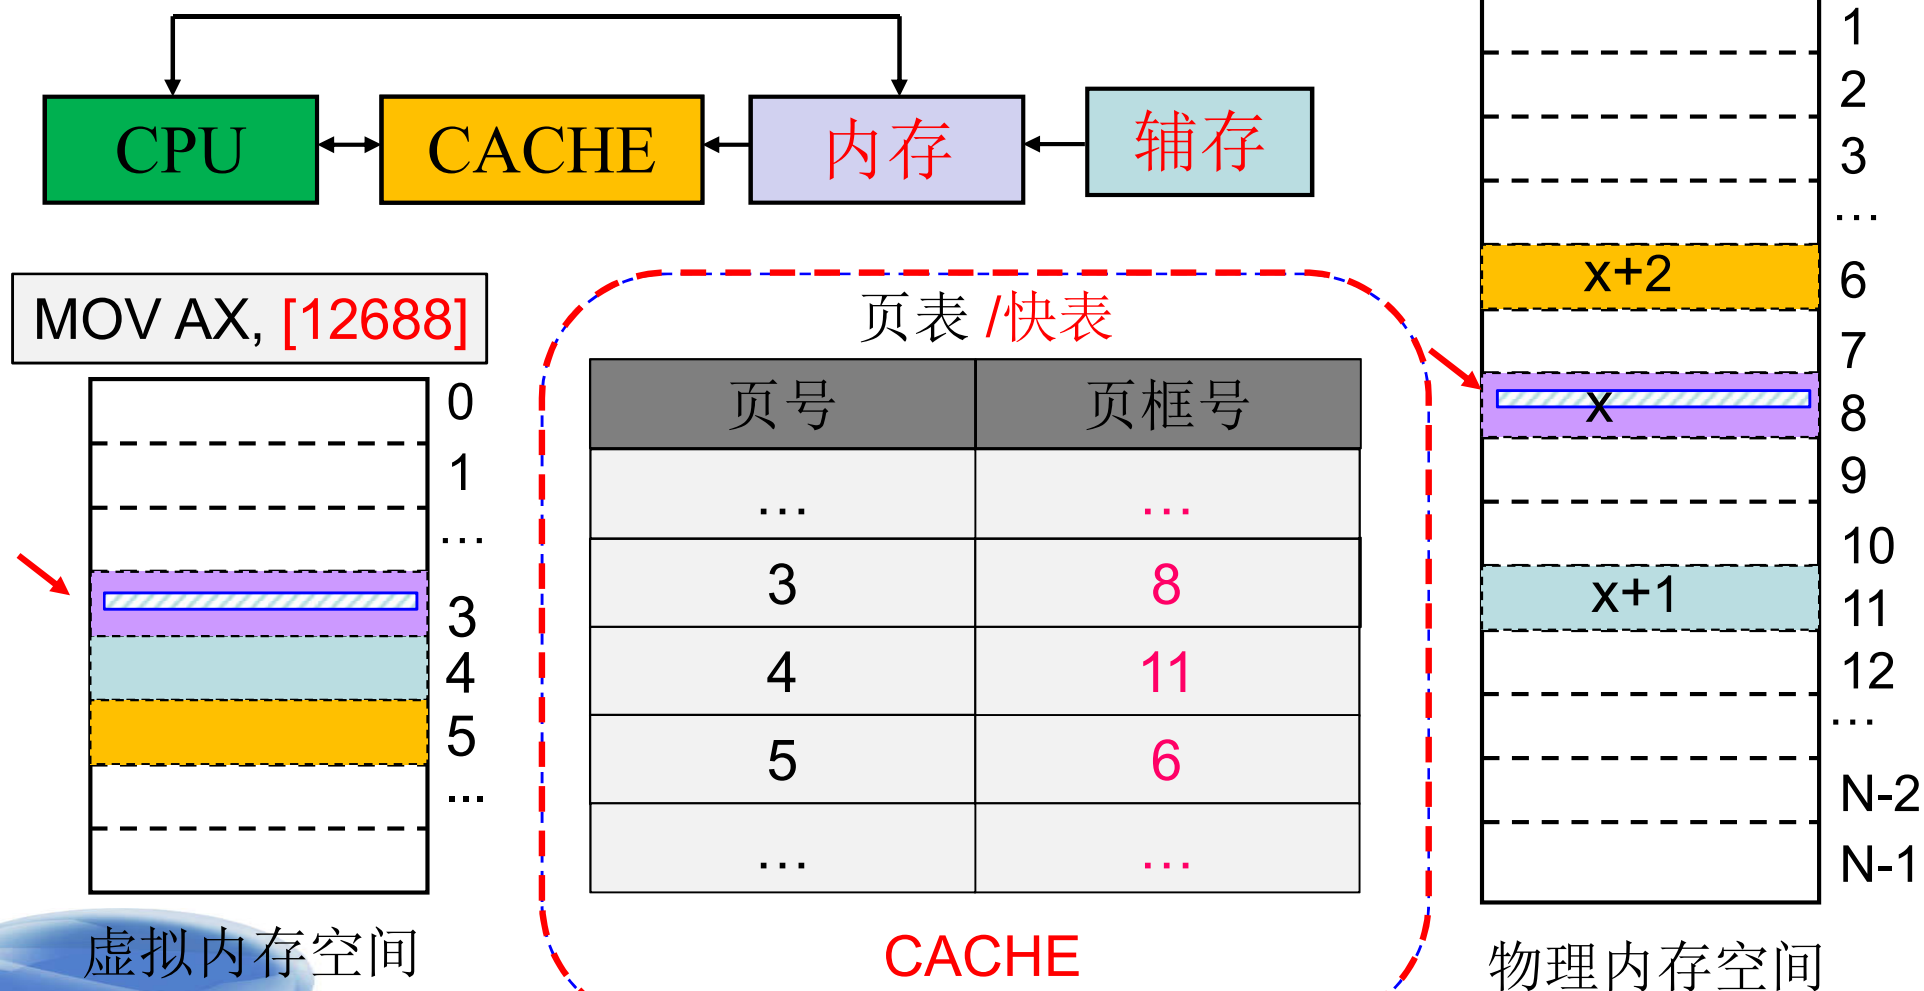 CPU
CACHE
内存
辅存
MOV AX, [12688]
0
1
...
3
4
5
...
虚拟内存空间
页表 /快表
页号 页框号
… …
3 8
4 11
5 6
… …
CACHE
1
2
3
...
x+2 6
7
x 8
9
10
x+1 11
12
...
N-2
N-1
物理内存空间